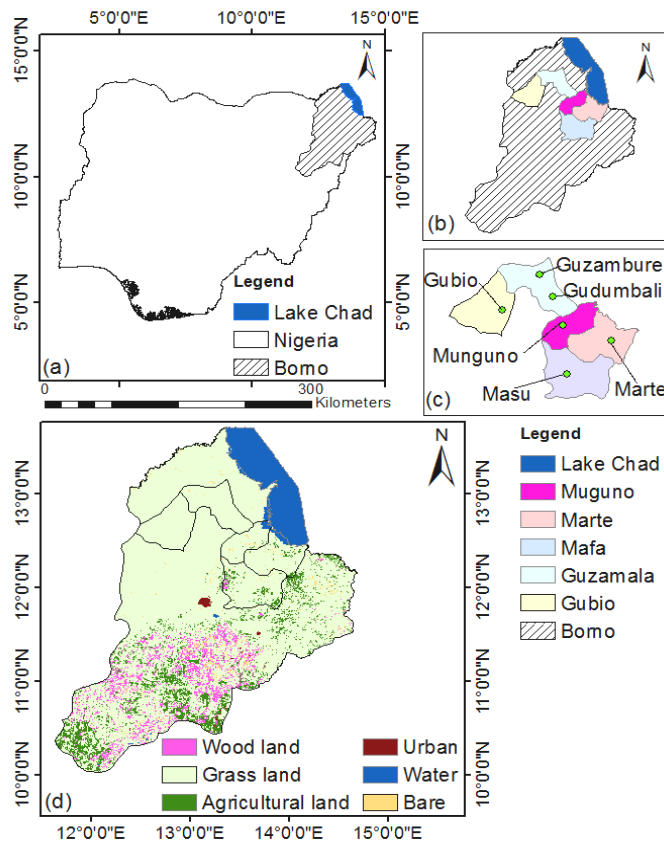 5°0'0"E 10°0'0"E 15°0'0"E
15°0'0"N
10°0'0"N
5°0'0"N
N
Legend
Lake Chad
Nigeria
Borno
(a)
0 300
Kilometers
10°0'0"N
5°0'0"N
N
(b)
Guzambure
Gubio
Gudumbali
Munguno
Masu
Marte
(c)
N
13°0'0"N
12°0'0"N
11°0'0"N
10°0'0"N
Wood land
Grass land
Agricultural land
Urban
Water
Bare
(d)
12°0'0"E 13°0'0"E 14°0'0"E 15°0'0"E
13°0'0"N
12°0'0"N
11°0'0"N
10°0'0"N
Legend
Lake Chad
Muguno
Marte
Mafa
Guzamala
Gubio
Borno